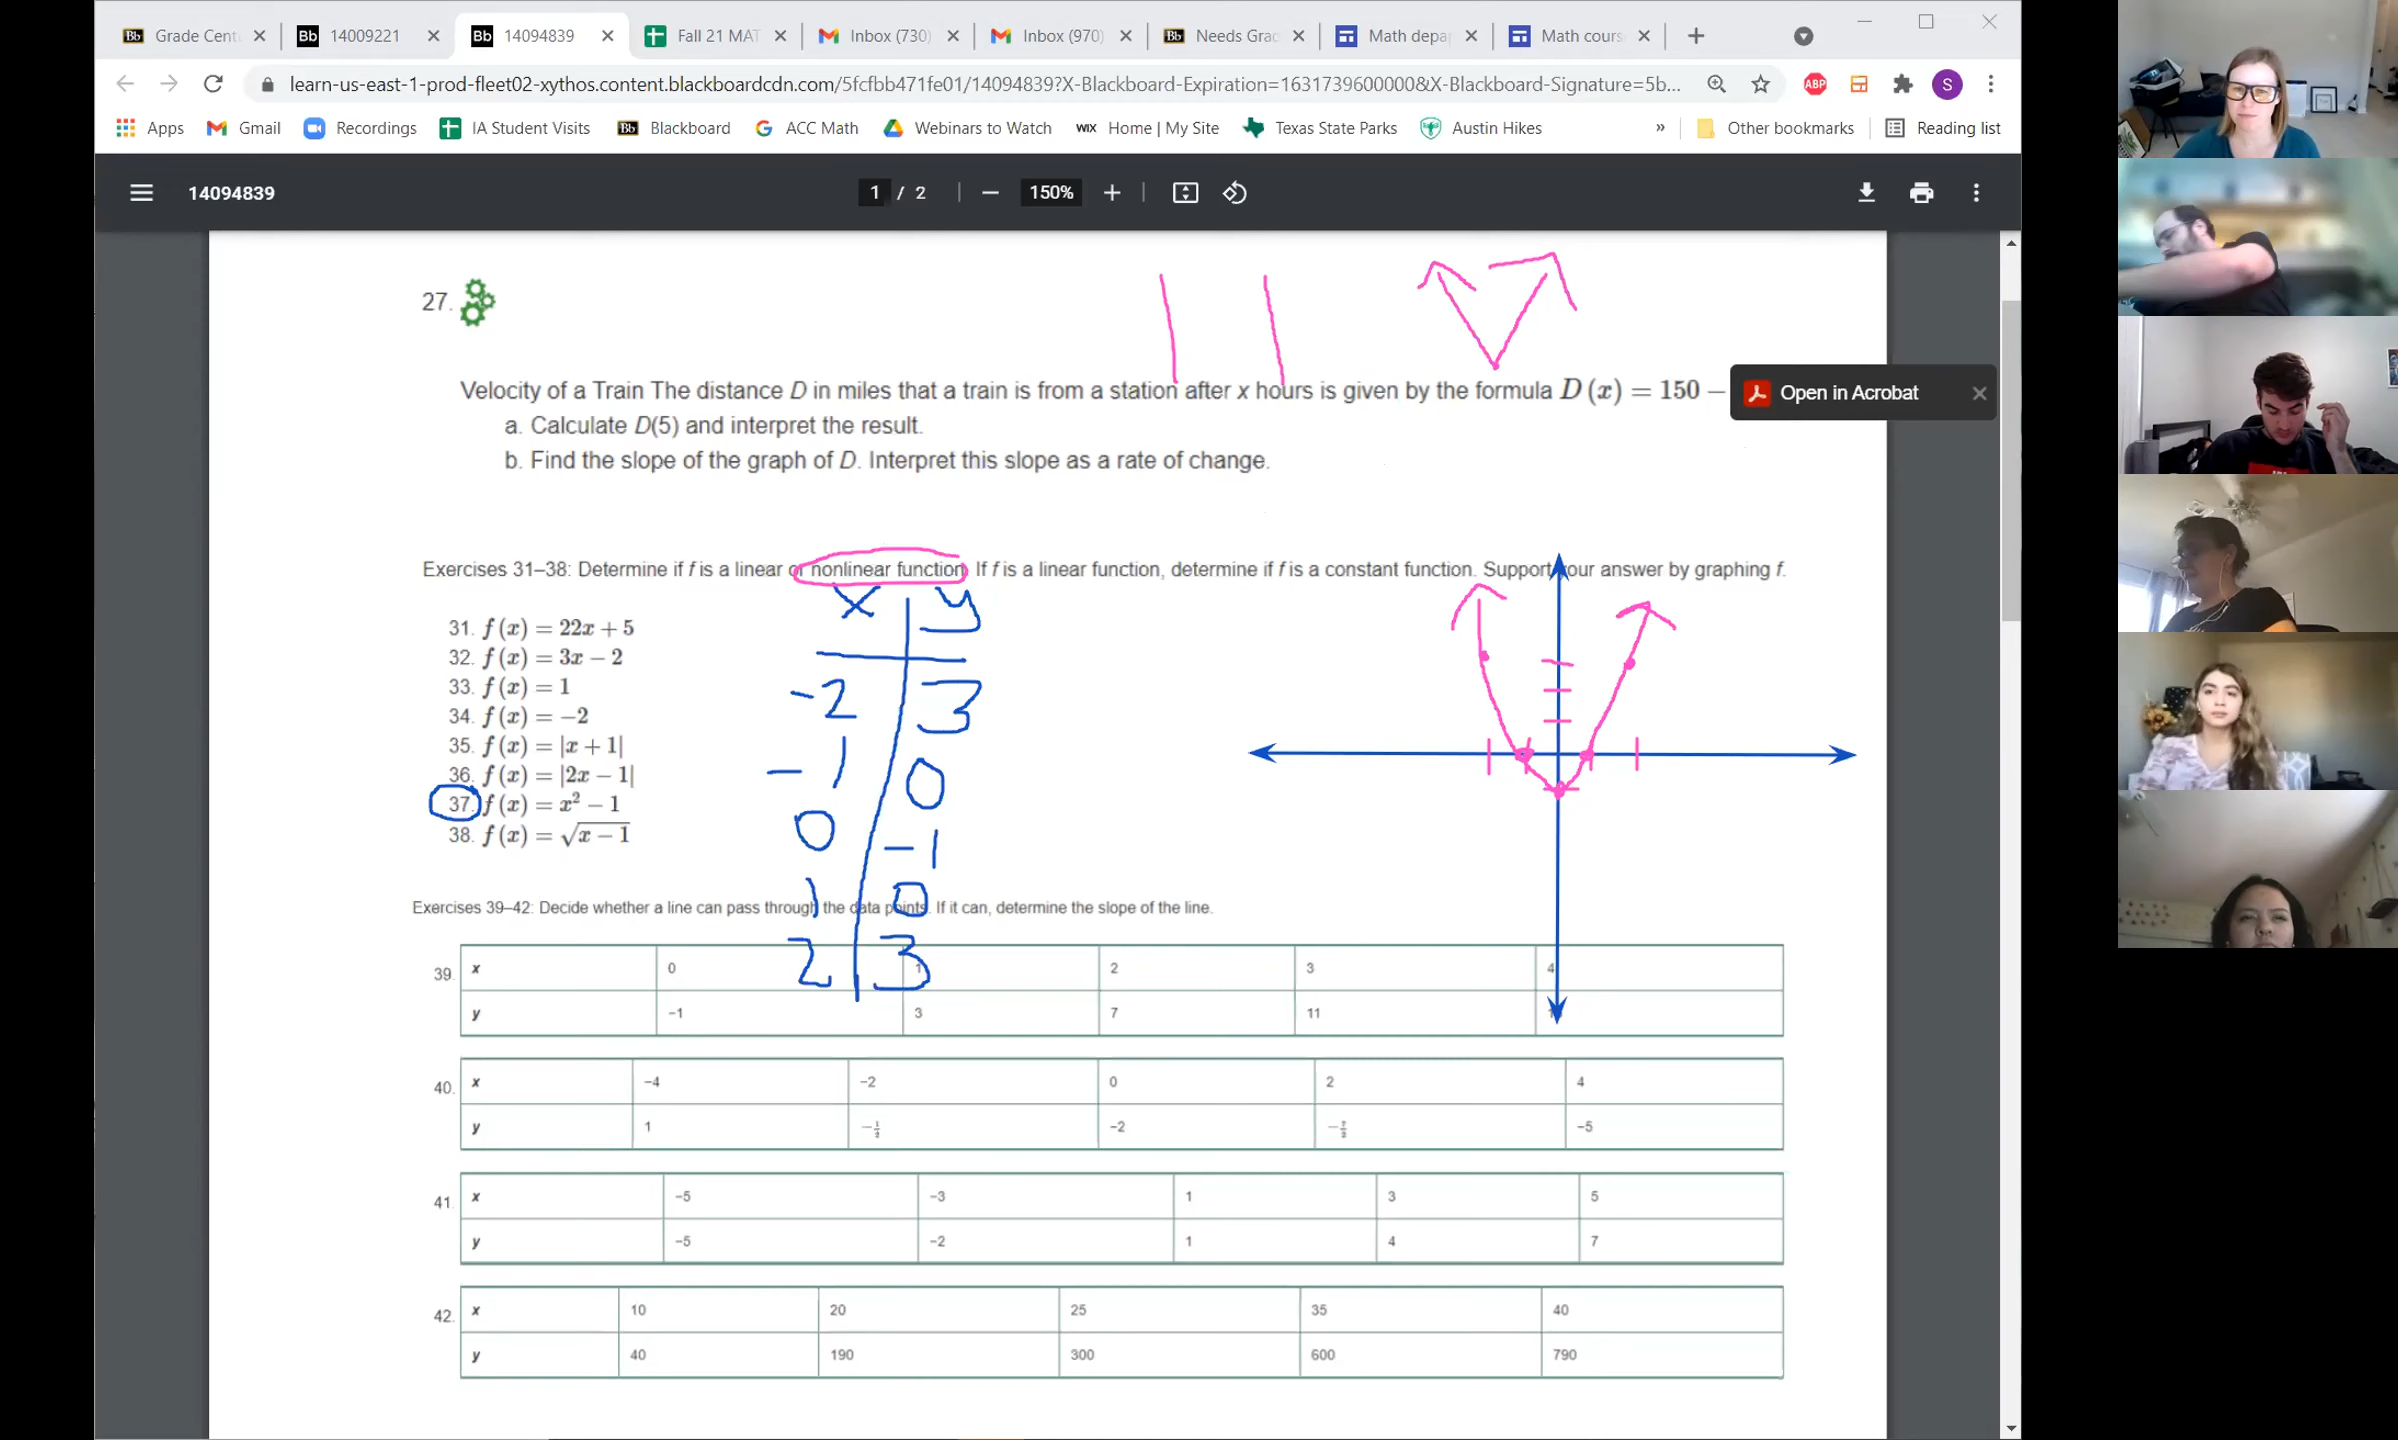 Grade Cent
14009221
14094839
Fall 21 MAT
Inbox (730)
Inbox (970)
Needs Grad
Math depa
Math cours
learn-us-east-1-prod-fleet02-xythos.content.blackboardcdn.com/5fcfbb471fe01/14094839?X-Blackboard-Expiration=1631739600000&X-Blackboard-Signature=5b...
ABP
S
Apps
Gmail
Recordings
IA Student Visits
Bb Blackboard
ACC Math
Webinars to Watch
WIX Home | My Site
Texas State Parks
Austin Hikes
»
Other bookmarks
Reading list
14094839
1 / 2
150%
27.
Velocity of a Train The distance D in miles that a train is from a station after x hours is given by the formula D (x) = 150 −
Open in Acrobat
a. Calculate D(5) and interpret the result.
b. Find the slope of the graph of D. Interpret this slope as a rate of change.
Exercises 31–38: Determine if f is a linear or nonlinear function. If f is a linear function, determine if f is a constant function. Support your answer by graphing f.
31. f (x) = 22x + 5
32. f (x) = 3x − 2
33. f (x) = 1
34. f (x) = −2
35. f (x) = |x + 1|
36. f (x) = |2x − 1|
37. f (x) = x² − 1
38. f (x) = √x − 1
x y
-2 3
-1 0
0 -1
1 0
2 3
Exercises 39–42: Decide whether a line can pass through the data points. If it can, determine the slope of the line.
39. x 0 1 2 3 4
y −1 3 7 11
40. x −4 −2 0 2 4
y 1 −1/2 −2 −5
41. x −5 −3 1 3 5
y −5 −2 1 4 7
42. x 10 20 25 35 40
y 40 190 300 600 790